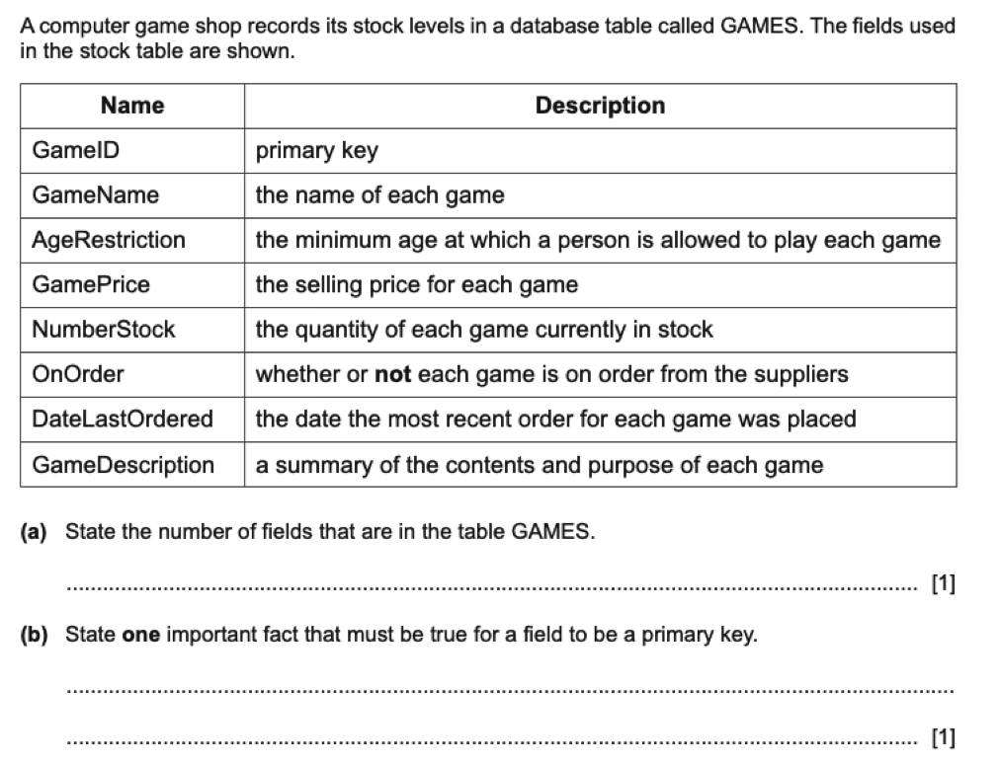 A computer game shop records its stock levels in a database table called GAMES. The fields used
in the stock table are shown.
Name Description
GameID primary key
GameName the name of each game
AgeRestriction the minimum age at which a person is allowed to play each game
GamePrice the selling price for each game
NumberStock the quantity of each game currently in stock
OnOrder whether or not each game is on order from the suppliers
DateLastOrdered the date the most recent order for each game was placed
GameDescription a summary of the contents and purpose of each game
(a) State the number of fields that are in the table GAMES.
[1]
(b) State one important fact that must be true for a field to be a primary key.
[1]